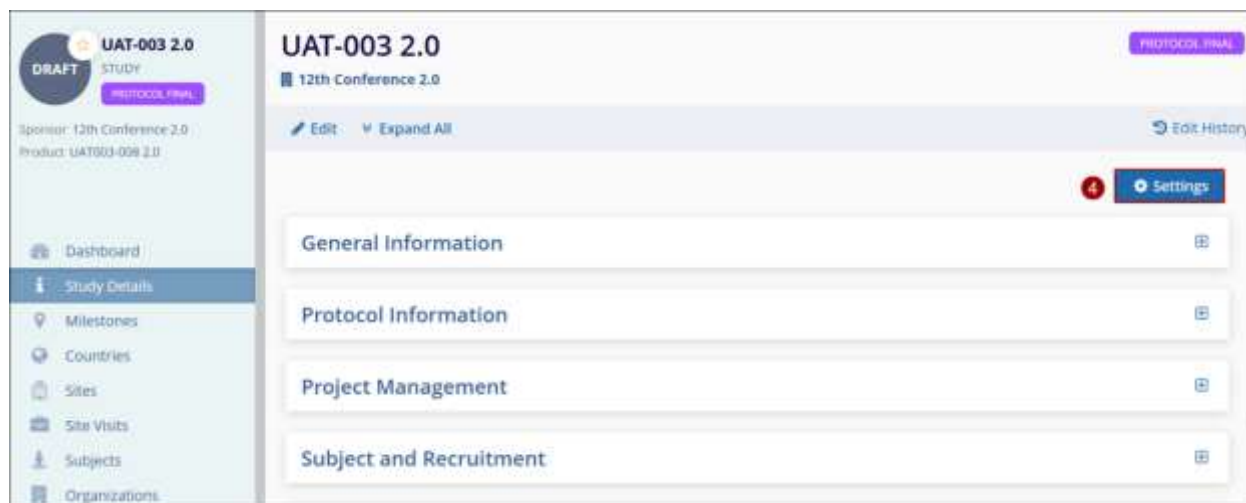 DRAFT
UAT-003 2.0
STUDY
PROTOCOL FINAL
Sponsor: 12th Conference 2.0
Product: UAT003-006 2.0
Dashboard
Study Details
Milestones
Countries
Sites
Site Visits
Subjects
Organizations
UAT-003 2.0
12th Conference 2.0
PROTOCOL FINAL
Edit
Expand All
Edit History
4
Settings
General Information
Protocol Information
Project Management
Subject and Recruitment